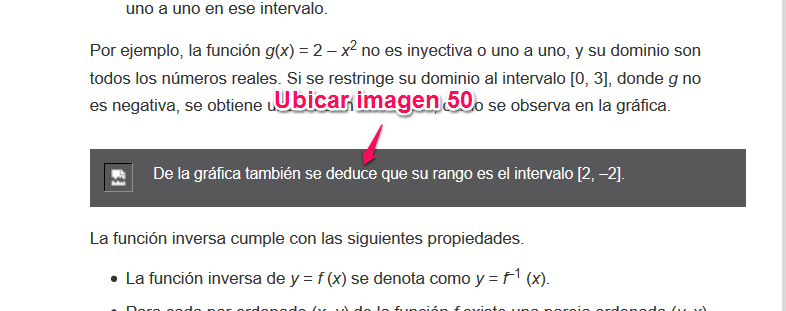 uno a uno en ese intervalo.
Por ejemplo, la función g(x) = 2 – x² no es inyectiva o uno a uno, y su dominio son
todos los números reales. Si se restringe su dominio al intervalo [0, 3], donde g no
es negativa, se obtiene se observa en la gráfica.
Ubicar imagen 50
De la gráfica también se deduce que su rango es el intervalo [2, –2].
La función inversa cumple con las siguientes propiedades.
• La función inversa de y = f (x) se denota como y = f⁻¹ (x).